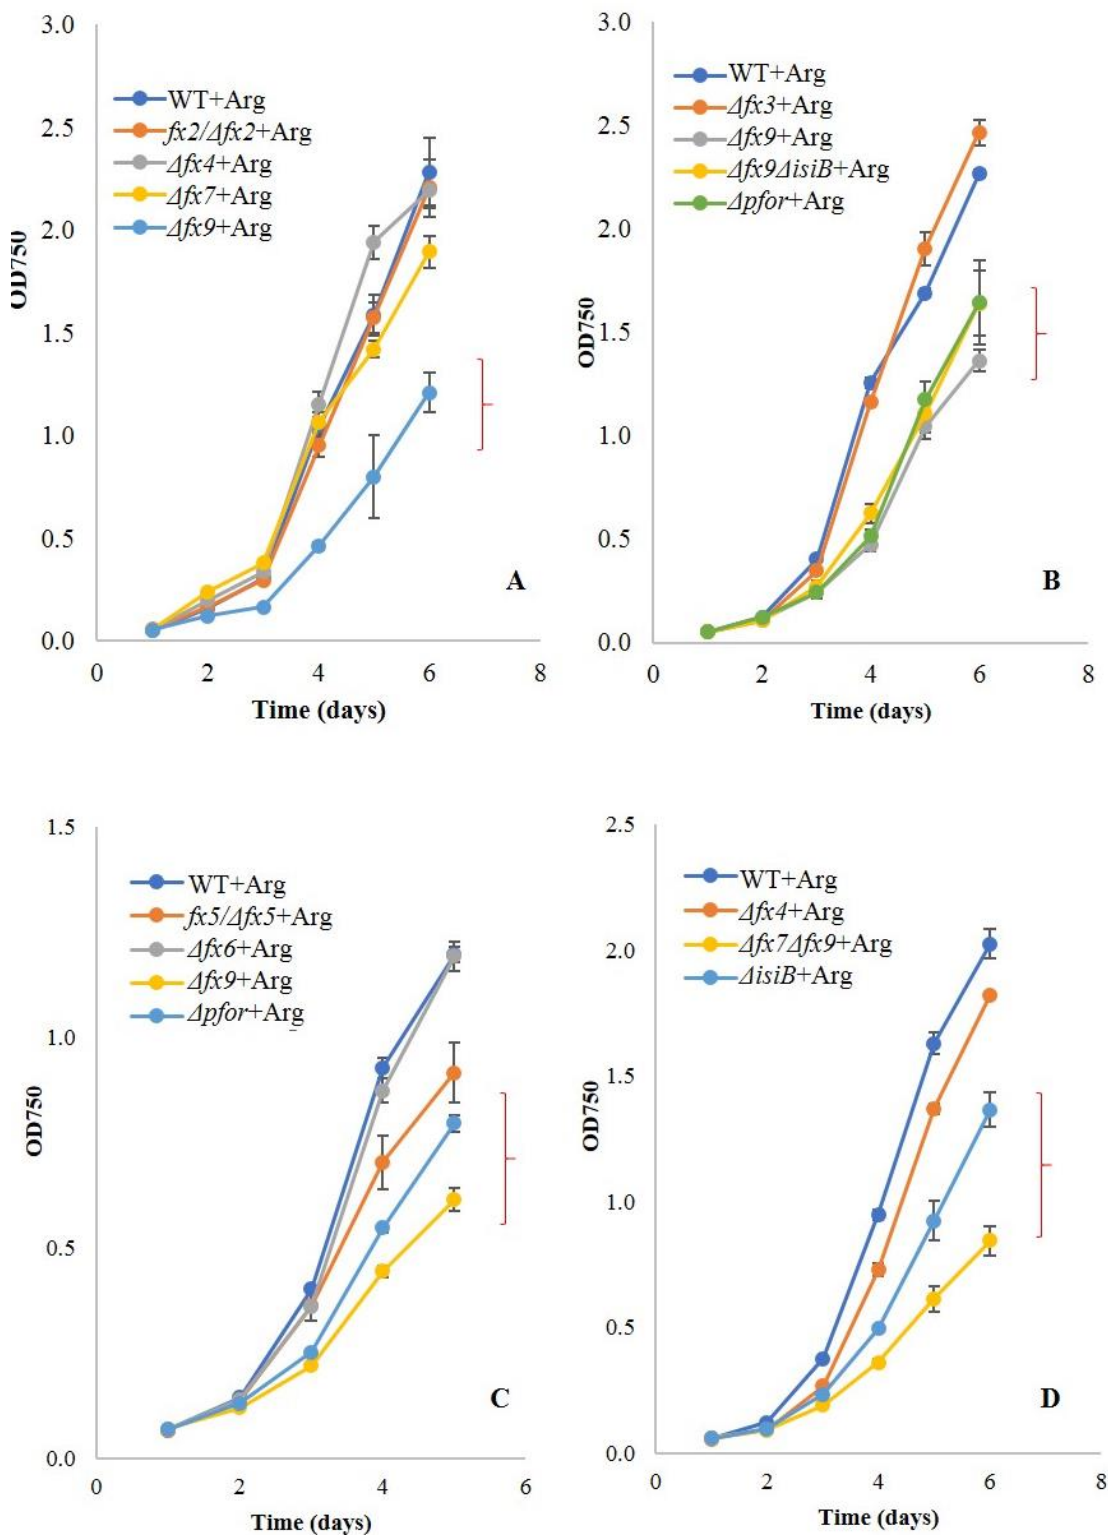 3.0
2.5
2.0
1.5
1.0
0.5
0.0
OD750
WT+Arg
fx2/Δfx2+Arg
Δfx4+Arg
Δfx7+Arg
Δfx9+Arg
A
0 2 4 6 8
Time (days)
3.0
2.5
2.0
1.5
1.0
0.5
0.0
OD750
WT+Arg
Δfx3+Arg
Δfx9+Arg
Δfx9ΔisiB+Arg
Δpfor+Arg
B
0 2 4 6 8
Time (days)
1.5
1.0
0.5
0.0
OD750
WT+Arg
fx5/Δfx5+Arg
Δfx6+Arg
Δfx9+Arg
Δpfor+Arg
C
0 2 4 6
Time (days)
2.5
2.0
1.5
1.0
0.5
0.0
OD750
WT+Arg
Δfx4+Arg
Δfx7Δfx9+Arg
ΔisiB+Arg
D
0 2 4 6 8
Time (days)